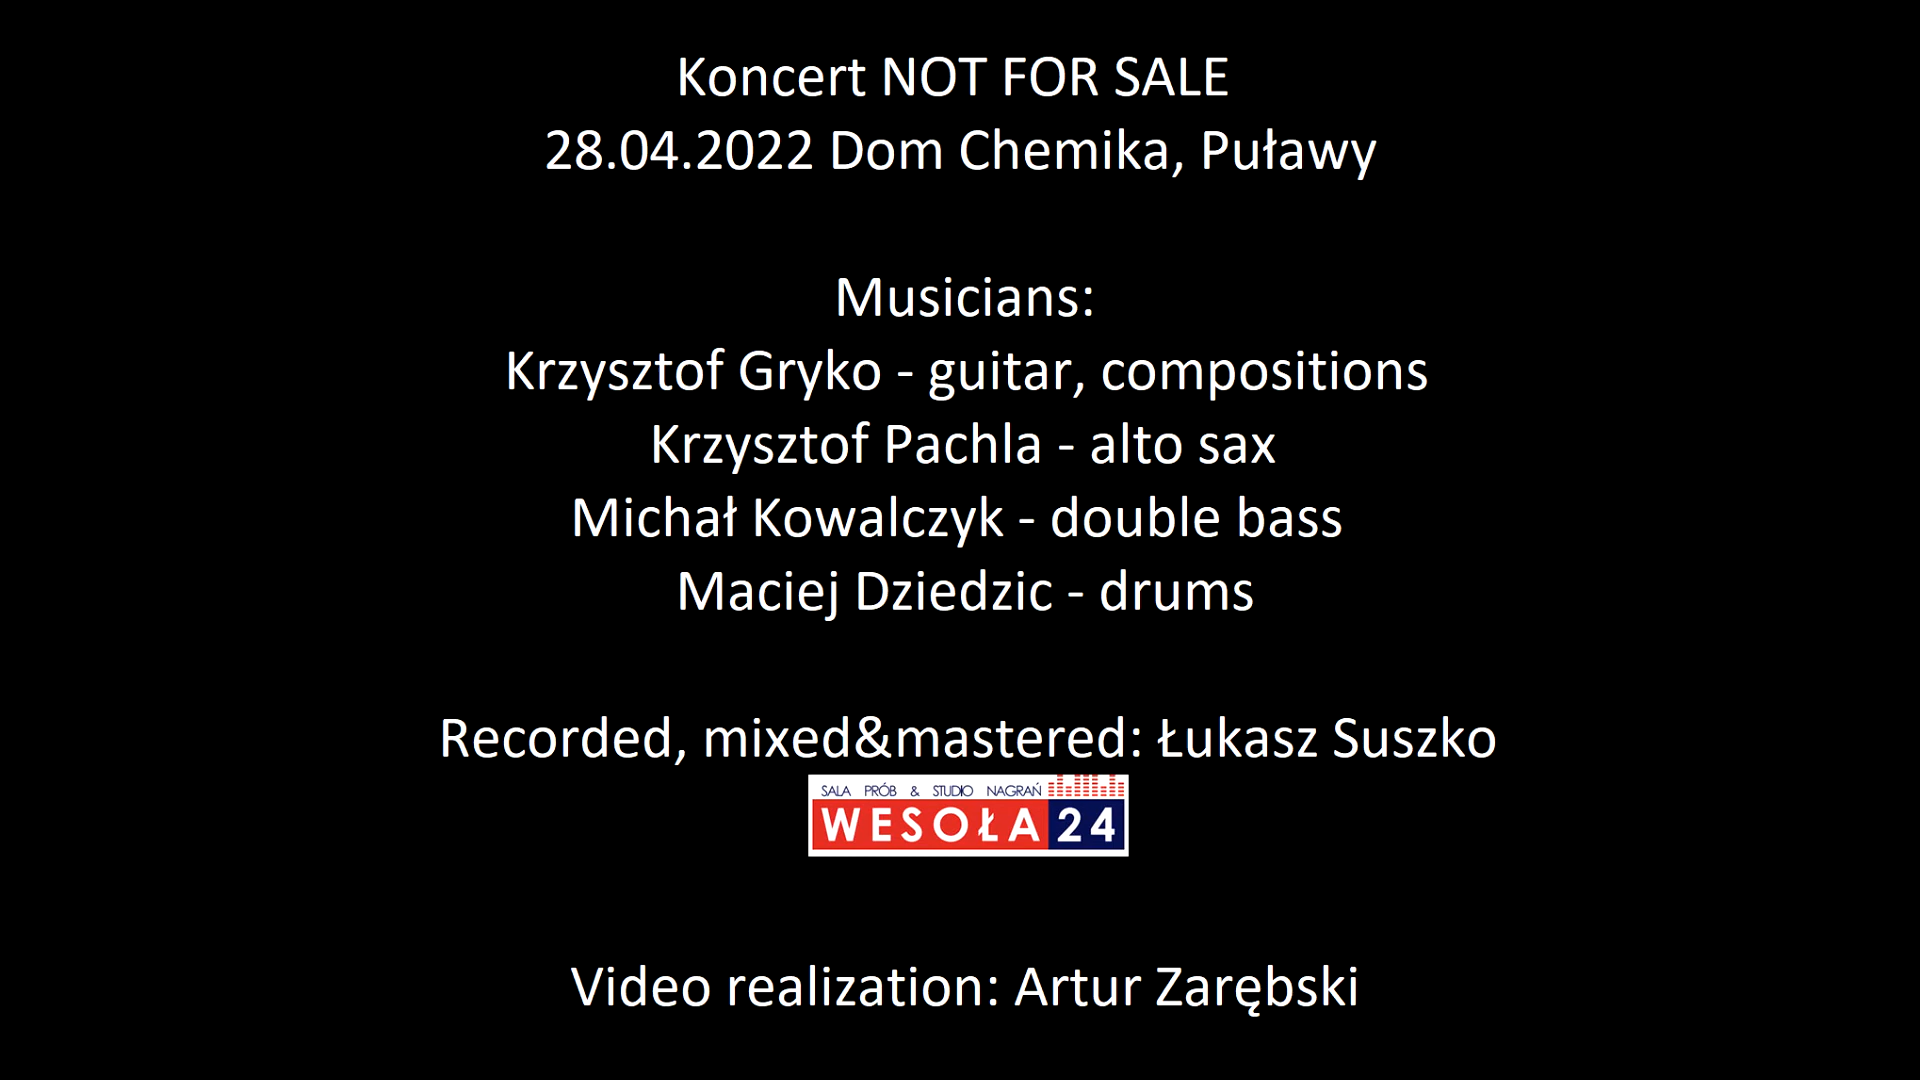 Koncert NOT FOR SALE
28.04.2022 Dom Chemika, Puławy
Musicians:
Krzysztof Gryko - guitar, compositions
Krzysztof Pachla - alto sax
Michał Kowalczyk - double bass
Maciej Dziedzic - drums
Recorded, mixed&mastered: Łukasz Suszko
SALA PRÓB & STUDIO NAGRAŃ
WESOŁA 24
Video realization: Artur Zarębski